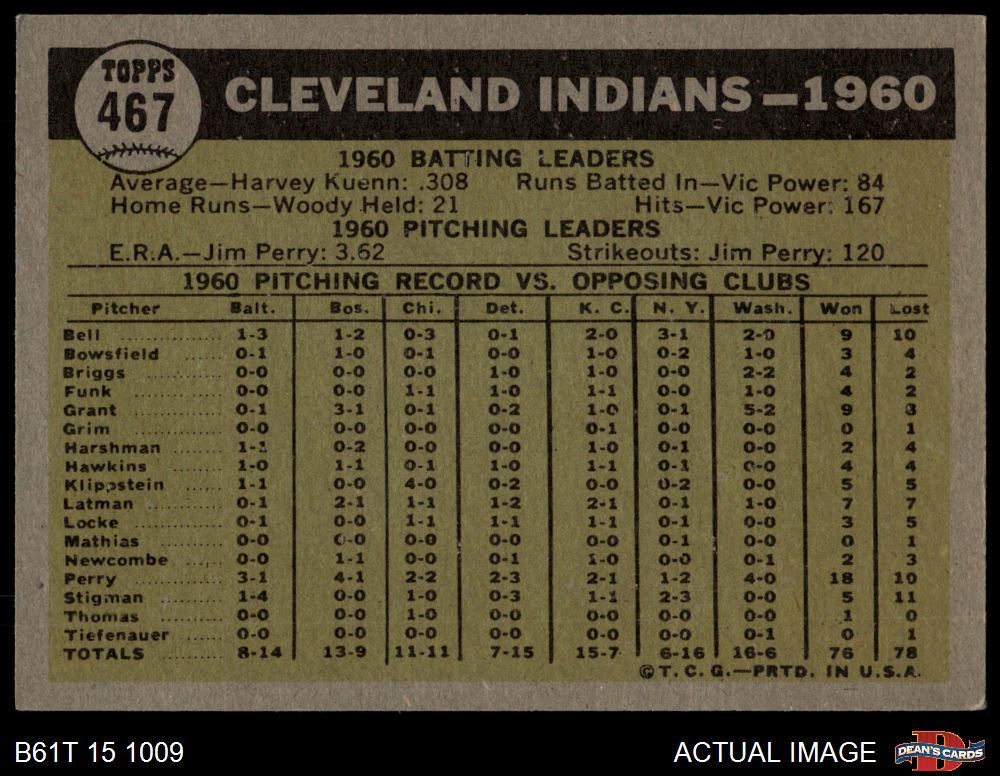 TOPPS
467
CLEVELAND INDIANS—1960
1960 BATTING LEADERS
Average—Harvey Kuenn: .308 Runs Batted In—Vic Power: 84
Home Runs—Woody Held: 21 Hits—Vic Power: 167
1960 PITCHING LEADERS
E.R.A.—Jim Perry: 3.62 Strikeouts: Jim Perry: 120
1960 PITCHING RECORD VS. OPPOSING CLUBS
Pitcher Balt. Bos. Chi. Det. K. C. N. Y. Wash. Won Lost
Bell 1-3 1-2 0-3 0-1 2-0 3-1 2-0 9 10
Bowsfield 0-1 1-0 0-1 0-0 1-0 0-2 1-0 3 4
Briggs 0-0 0-0 0-0 1-0 1-0 0-0 2-2 4 2
Funk 0-0 0-0 1-1 1-0 1-1 0-0 1-0 4 2
Grant 0-1 3-1 0-1 0-2 1-0 0-1 5-2 9 8
Grim 0-0 0-0 0-0 0-0 0-1 0-0 0-0 0 1
Harshman 1-1 0-2 0-0 0-0 1-0 0-1 0-0 2 4
Hawkins 1-0 1-1 0-1 1-0 1-1 0-1 0-0 4 4
Klippstein 1-1 0-0 4-0 0-2 0-0 0-2 0-0 5 5
Latman 0-1 2-1 1-1 1-2 2-1 0-1 1-0 7 7
Locke 0-1 0-0 1-1 1-1 1-1 0-1 0-0 3 5
Mathias 0-0 0-0 0-0 0-0 0-0 0-1 0-0 0 1
Newcombe 0-0 1-1 0-0 0-1 1-0 0-0 0-1 2 3
Perry 3-1 4-1 2-2 2-3 2-1 1-2 4-0 18 10
Stigman 1-4 0-0 1-0 0-3 1-1 2-3 0-0 5 11
Thomas 0-0 0-0 1-0 0-0 0-0 0-0 0-0 1 0
Tiefenauer 0-0 0-0 0-0 0-0 0-0 0-0 0-1 0 1
TOTALS 8-14 13-9 11-11 7-15 15-7 6-16 16-6 76 78
© T. C. G.—PRTD. IN U.S.A.
B61T 15 1009 ACTUAL IMAGE DEAN'S CARDS